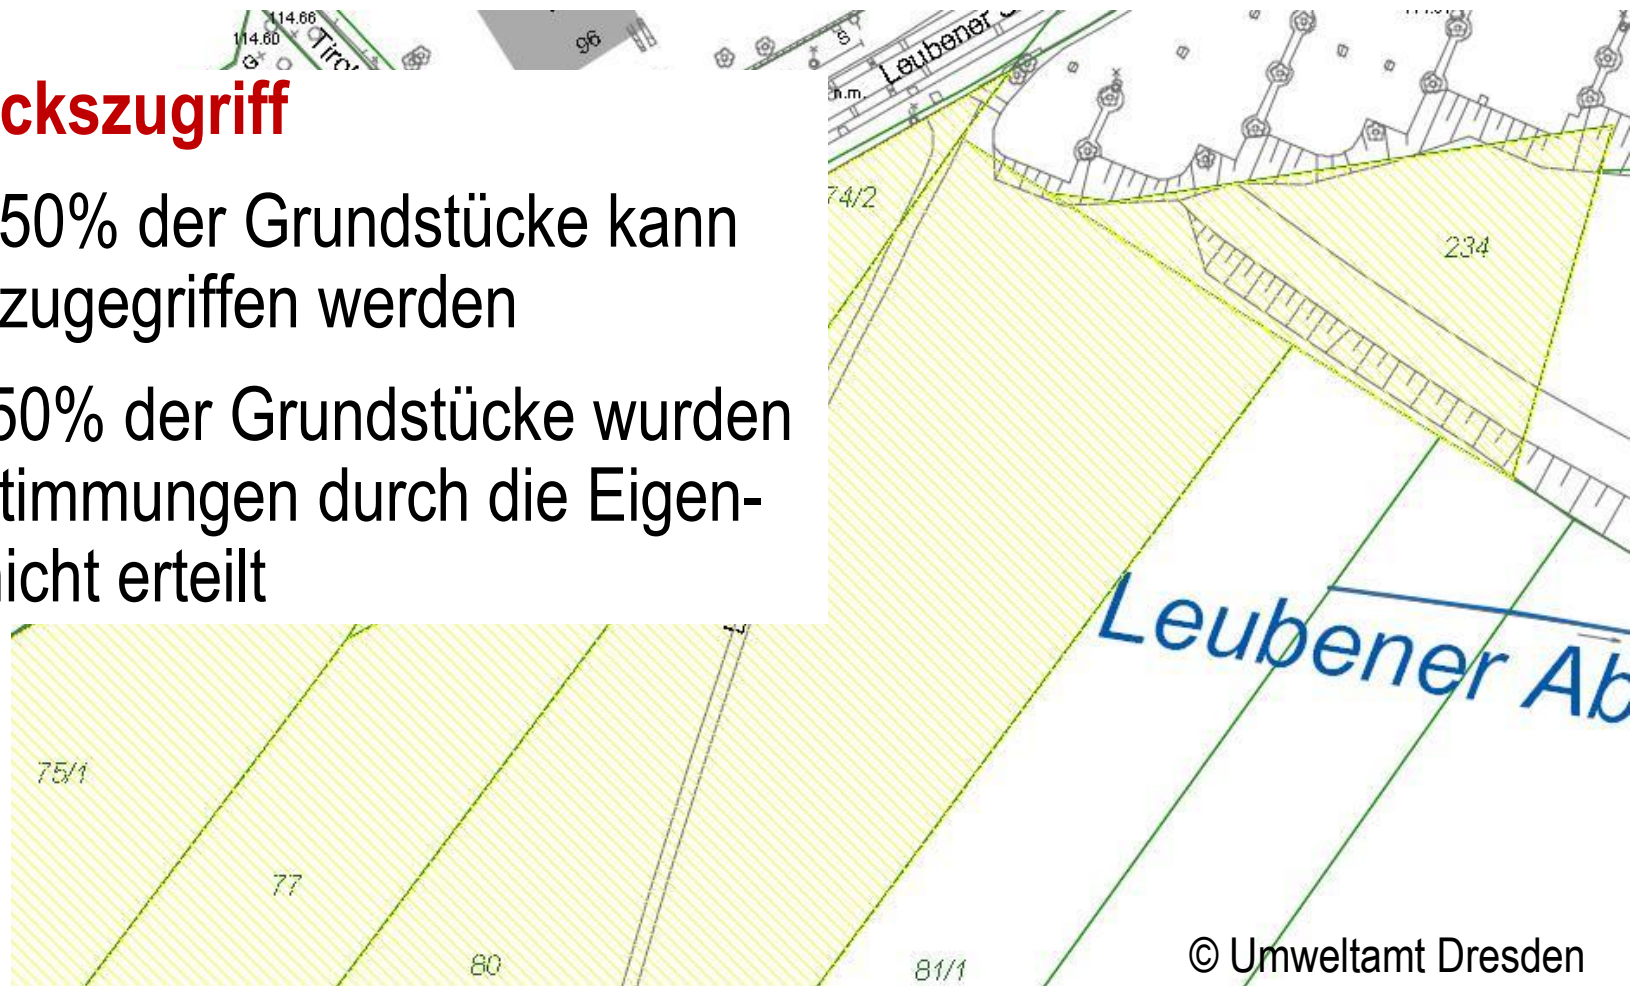 114.66
114.60
96
S
Leubener
n.m.
ckszugriff
50% der Grundstücke kann
zugegriffen werden
50% der Grundstücke wurden
timmungen durch die Eigen-
nicht erteilt
74/2
234
Leubener Ab
75/1
77
80
81/1
© Umweltamt Dresden